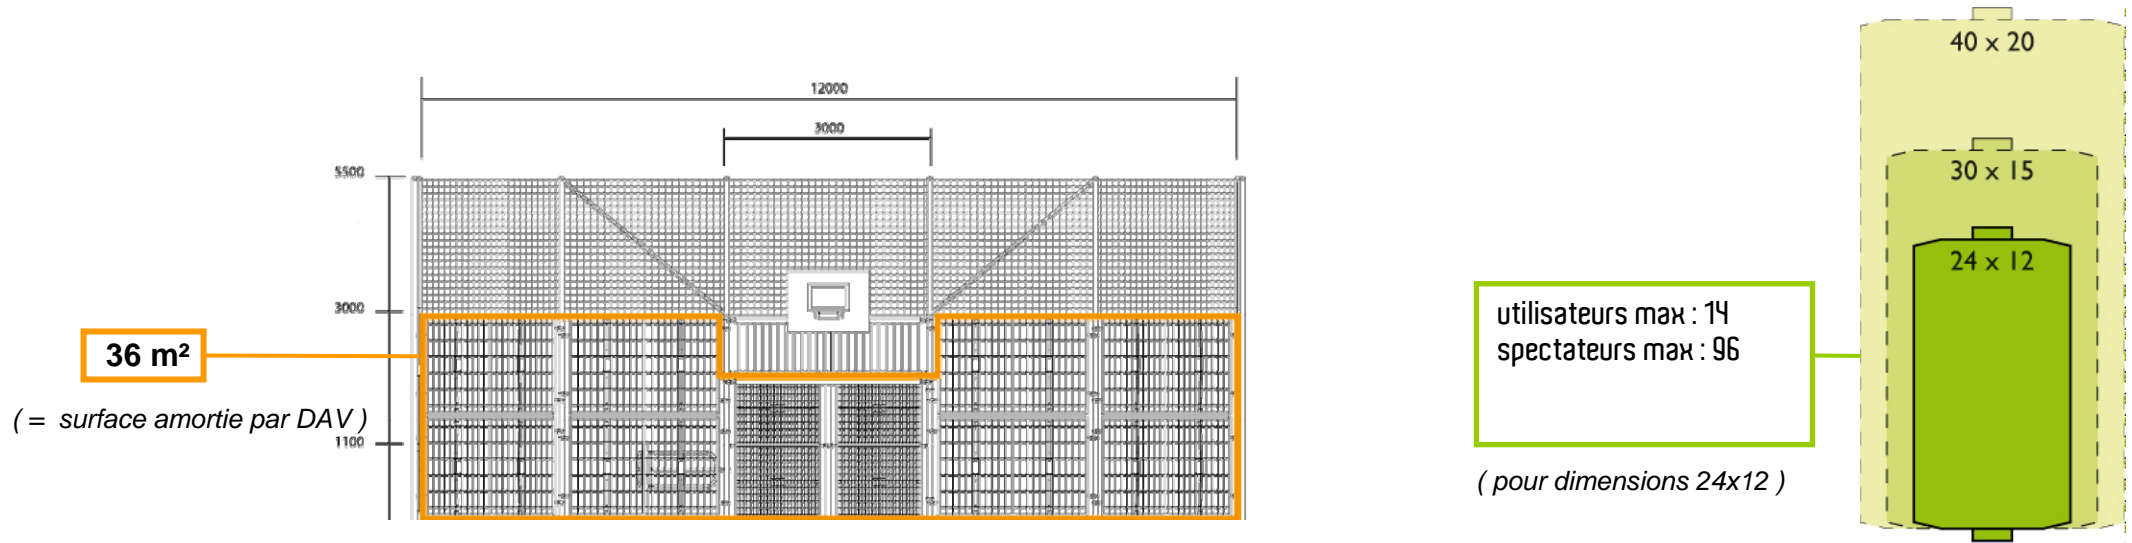 12000
3000
5500
3000
36 m²
( = surface amortie par DAV )
1100
utilisateurs max : 14
spectateurs max : 96
( pour dimensions 24x12 )
40 x 20
30 x 15
24 x 12